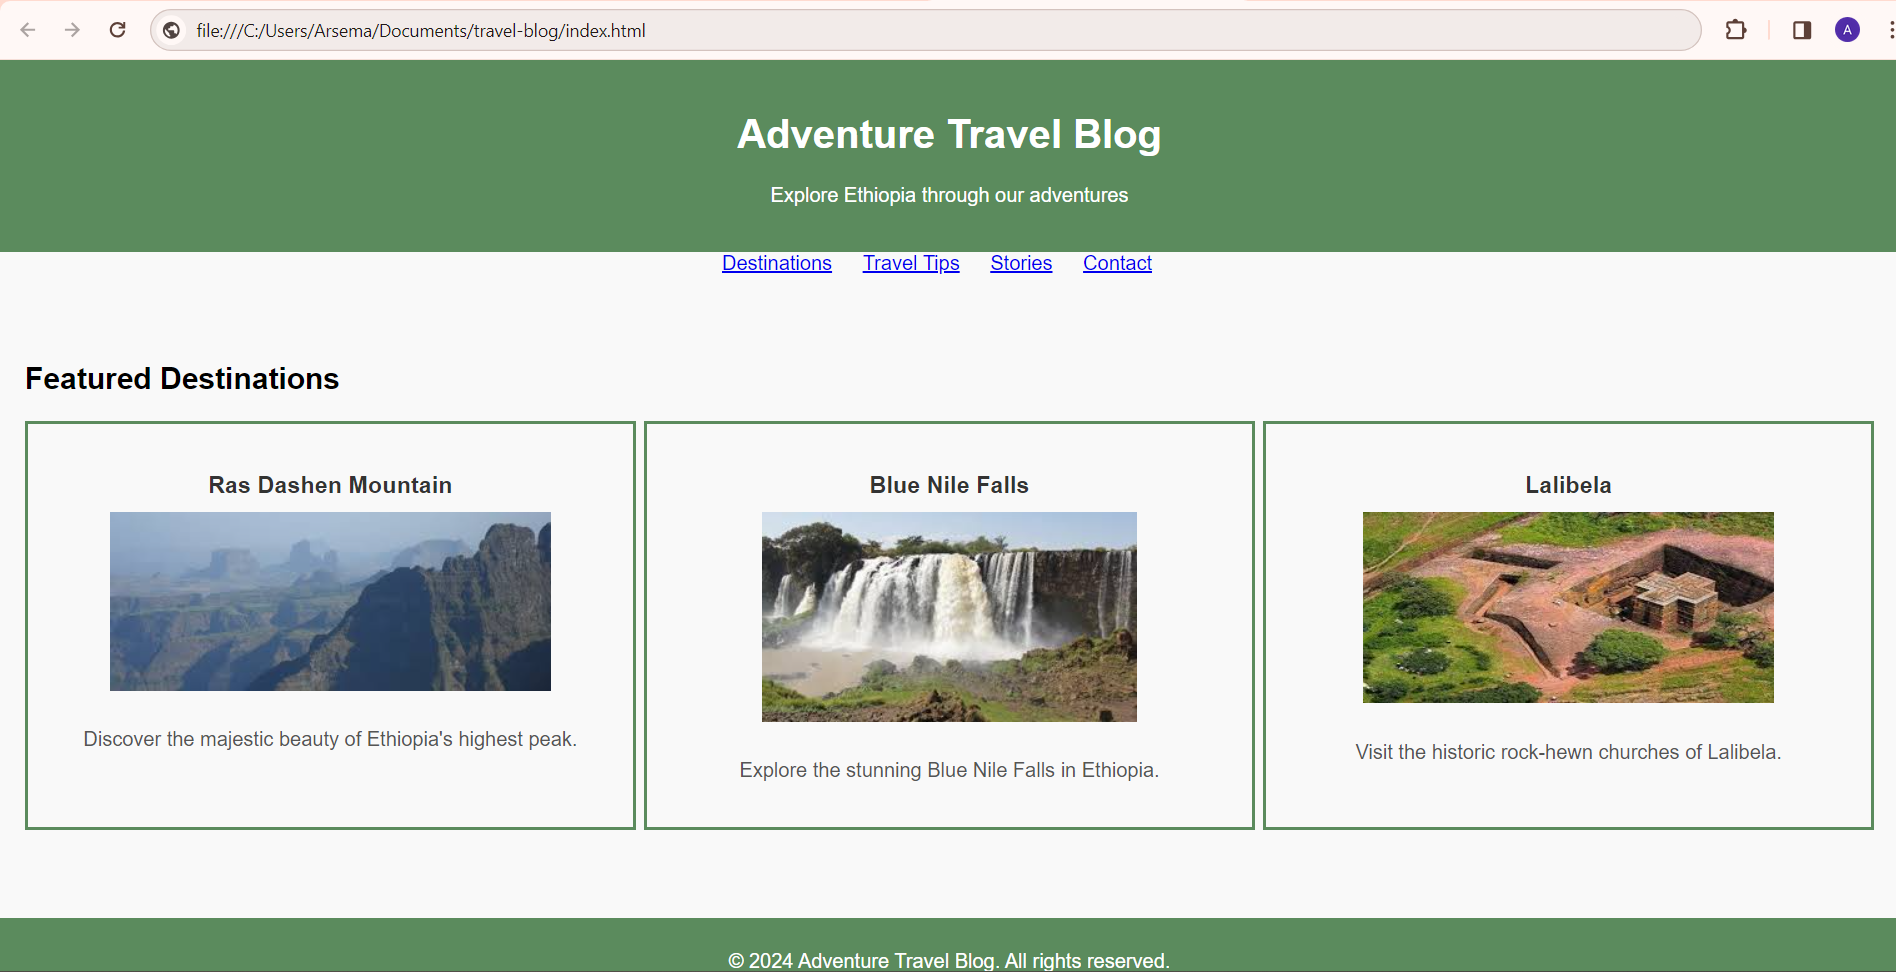 file:///C:/Users/Arsema/Documents/travel-blog/index.html
A
Adventure Travel Blog
Explore Ethiopia through our adventures
Destinations Travel Tips Stories Contact
Featured Destinations
Ras Dashen Mountain
Discover the majestic beauty of Ethiopia's highest peak.
Blue Nile Falls
Explore the stunning Blue Nile Falls in Ethiopia.
Lalibela
Visit the historic rock-hewn churches of Lalibela.
© 2024 Adventure Travel Blog. All rights reserved.